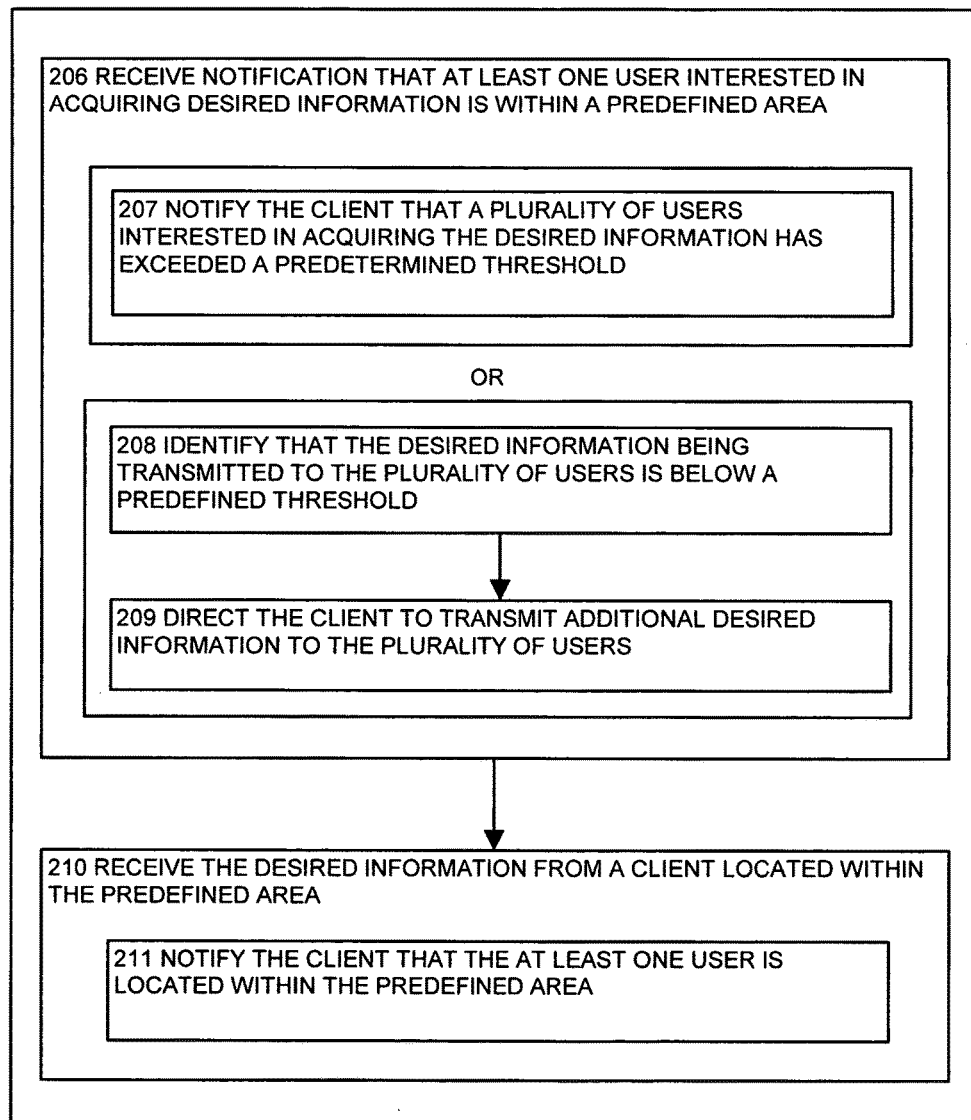 206 RECEIVE NOTIFICATION THAT AT LEAST ONE USER INTERESTED IN
ACQUIRING DESIRED INFORMATION IS WITHIN A PREDEFINED AREA
207 NOTIFY THE CLIENT THAT A PLURALITY OF USERS
INTERESTED IN ACQUIRING THE DESIRED INFORMATION HAS
EXCEEDED A PREDETERMINED THRESHOLD
OR
208 IDENTIFY THAT THE DESIRED INFORMATION BEING
TRANSMITTED TO THE PLURALITY OF USERS IS BELOW A
PREDEFINED THRESHOLD
209 DIRECT THE CLIENT TO TRANSMIT ADDITIONAL DESIRED
INFORMATION TO THE PLURALITY OF USERS
210 RECEIVE THE DESIRED INFORMATION FROM A CLIENT LOCATED WITHIN
THE PREDEFINED AREA
211 NOTIFY THE CLIENT THAT THE AT LEAST ONE USER IS
LOCATED WITHIN THE PREDEFINED AREA